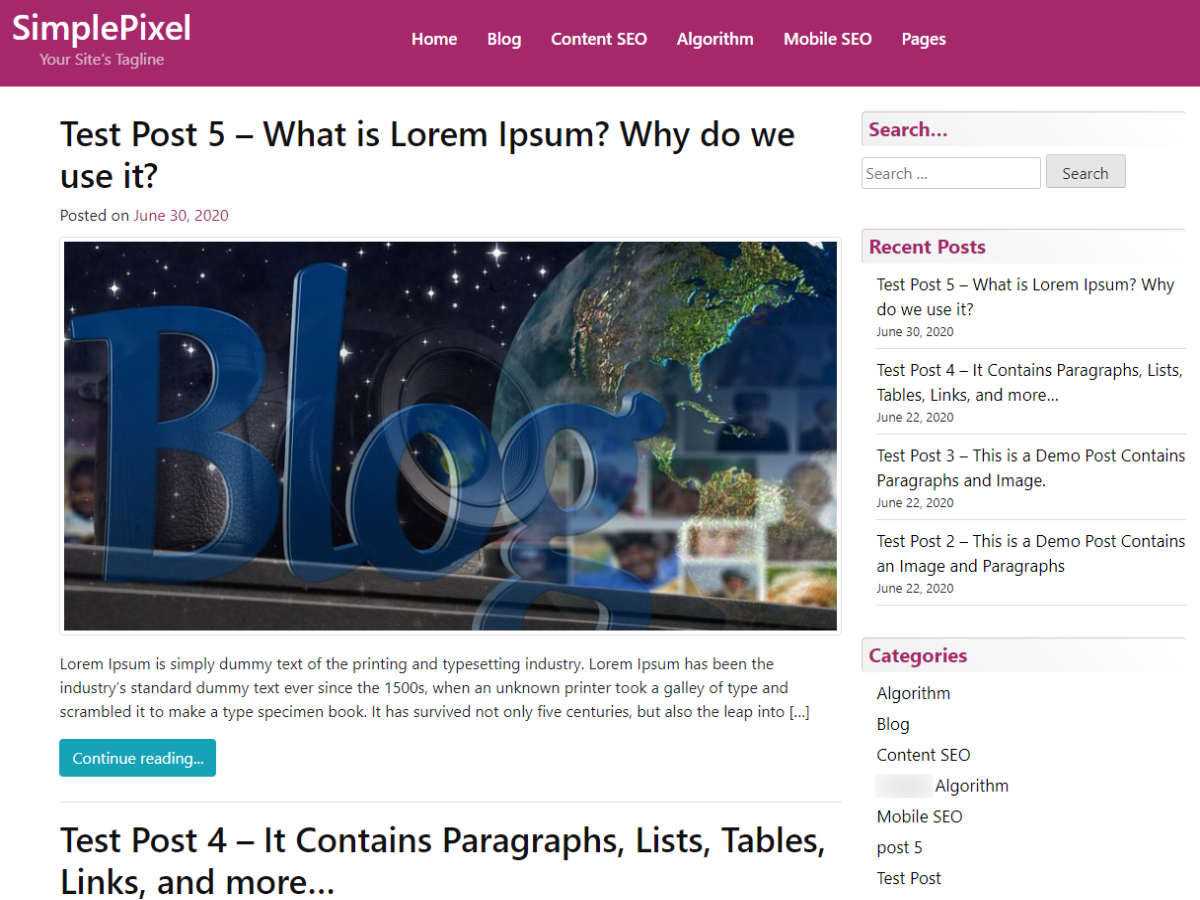 SimplePixel
Your Site's Tagline
Home Blog Content SEO Algorithm Mobile SEO Pages
Test Post 5 – What is Lorem Ipsum? Why do we
use it?
Posted on June 30, 2020
Blog
Lorem Ipsum is simply dummy text of the printing and typesetting industry. Lorem Ipsum has been the
industry’s standard dummy text ever since the 1500s, when an unknown printer took a galley of type and
scrambled it to make a type specimen book. It has survived not only five centuries, but also the leap into [...]
Continue reading...
Test Post 4 – It Contains Paragraphs, Lists, Tables,
Links, and more…
Search…
Search ...
Search
Recent Posts
Test Post 5 – What is Lorem Ipsum? Why
do we use it?
June 30, 2020
Test Post 4 – It Contains Paragraphs, Lists,
Tables, Links, and more…
June 22, 2020
Test Post 3 – This is a Demo Post Contains
Paragraphs and Image.
June 22, 2020
Test Post 2 – This is a Demo Post Contains
an Image and Paragraphs
June 22, 2020
Categories
Algorithm
Blog
Content SEO
Algorithm
Mobile SEO
post 5
Test Post